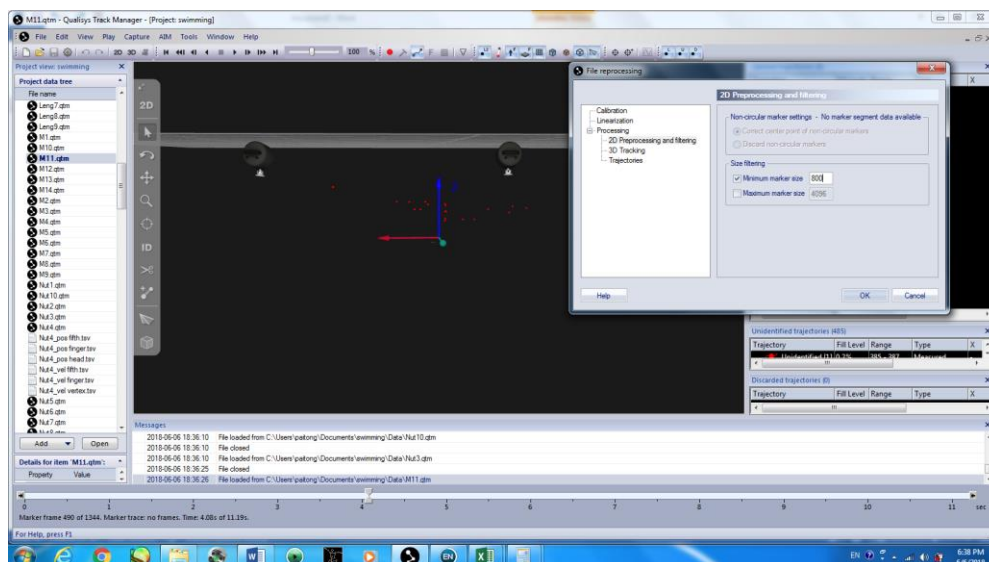 M11.qtm - Qualisys Track Manager - [Project: swimming]
File Edit View Play Capture AIM Tools Window Help
2D 3D 100 %
Project view: swimming
Project data tree
File name
Leng7.qtm
Leng8.qtm
Leng9.qtm
M1.qtm
M10.qtm
M11.qtm
M12.qtm
M13.qtm
M14.qtm
M2.qtm
M3.qtm
M4.qtm
M5.qtm
M6.qtm
M7.qtm
M8.qtm
M9.qtm
Nut1.qtm
Nut10.qtm
Nut2.qtm
Nut3.qtm
Nut4.qtm
Nut4_pos fifth.tsv
Nut4_pos finger.tsv
Nut4_pos head.tsv
Nut4_vel fifth.tsv
Nut4_vel finger.tsv
Nut4_vel vertex.tsv
Nut5.qtm
Nut6.qtm
Nut7.qtm
Add Open
Details for item 'M11.qtm':
Property Value
2D
ID
File reprocessing
2D Preprocessing and filtering
Calibration
Linearization
Processing
2D Preprocessing and filtering
3D Tracking
Trajectories
Non-circular marker settings - No marker segment data available
Correct center point of non-circular markers
Discard non-circular markers
Size filtering
Minimum marker size 800
Maximum marker size 4096
Help OK Cancel
Unidentified trajectories (485)
Trajectory Fill Level Range Type X
0.2% 385 - 387 Measured
Discarded trajectories (0)
Trajectory Fill Level Range Type X
Messages
2018-06-06 18:36:10 File loaded from C:\Users\paitong\Documents\swimming\Data\Nut10.qtm
2018-06-06 18:36:10 File closed
2018-06-06 18:36:10 File loaded from C:\Users\paitong\Documents\swimming\Data\Nut3.qtm
2018-06-06 18:36:25 File closed
2018-06-06 18:36:26 File loaded from C:\Users\paitong\Documents\swimming\Data\M11.qtm
0 1 2 3 4 5 6 7 8 9 10 11 sec
Marker frame 490 of 1344. Marker trace: no frames. Time: 4.08s of 11.19s.
For Help, press F1
EN 6:38 PM